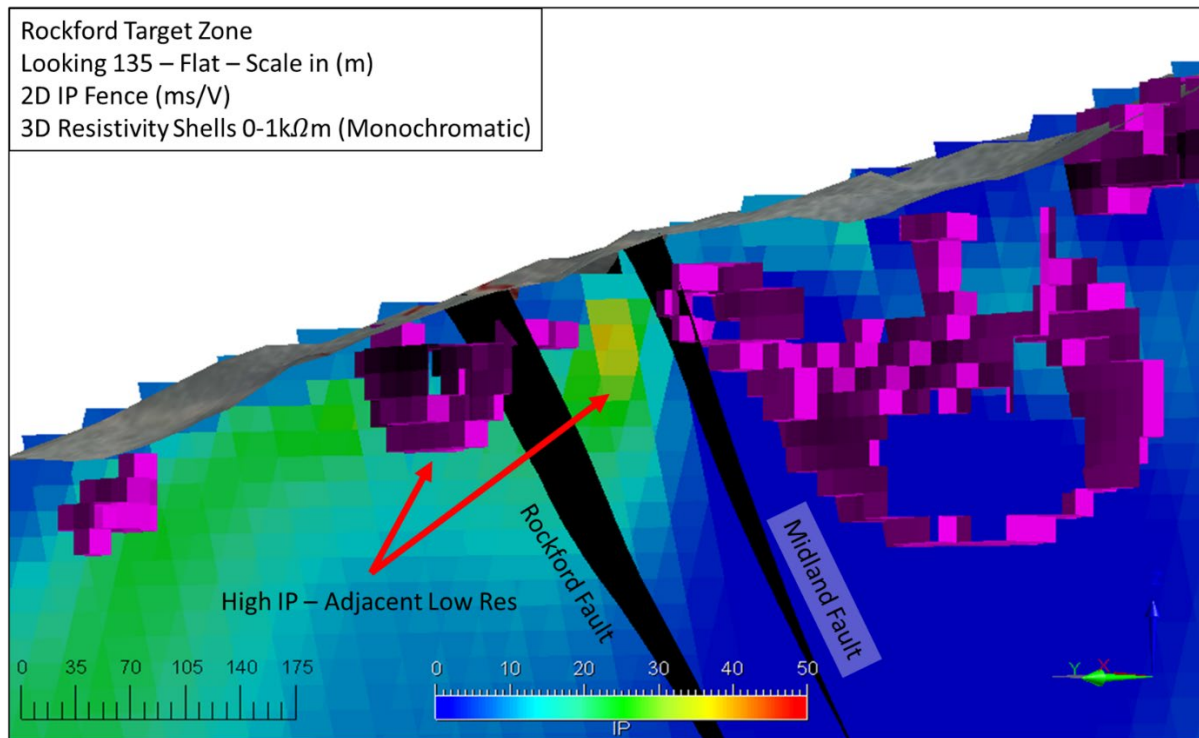 Rockford Target Zone
Looking 135 – Flat – Scale in (m)
2D IP Fence (ms/V)
3D Resistivity Shells 0-1kΩm (Monochromatic)
Rockford Fault
Midland Fault
High IP – Adjacent Low Res
0 35 70 105 140 175
0 10 20 30 40 50
IP
Y X